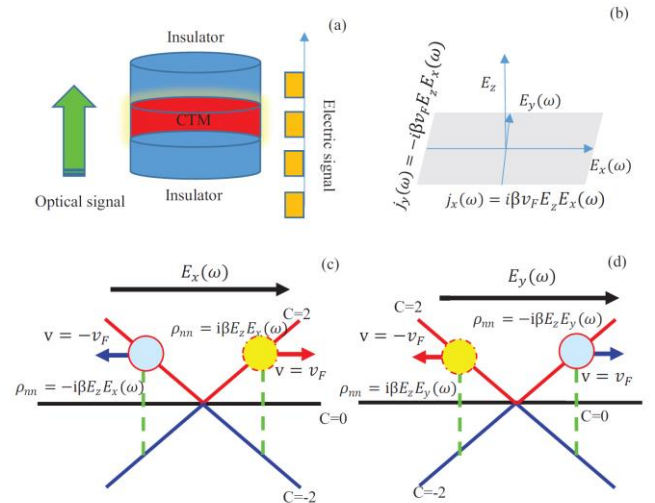 (a)
Insulator
CTM
Insulator
Optical signal
Electric signal
(b)
E_z
E_y(ω)
E_x(ω)
j_y(ω) = −iβv_F E_z E_x(ω)
j_x(ω) = iβv_F E_z E_x(ω)
(c)
E_x(ω)
C=2
ρ_nn = iβE_z E_x(ω)
v = −v_F
v = v_F
ρ_nn = −iβE_z E_x(ω)
C=0
C=-2
(d)
E_y(ω)
C=2
ρ_nn = −iβE_z E_y(ω)
v = −v_F
v = v_F
ρ_nn = iβE_z E_y(ω)
C=0
C=-2